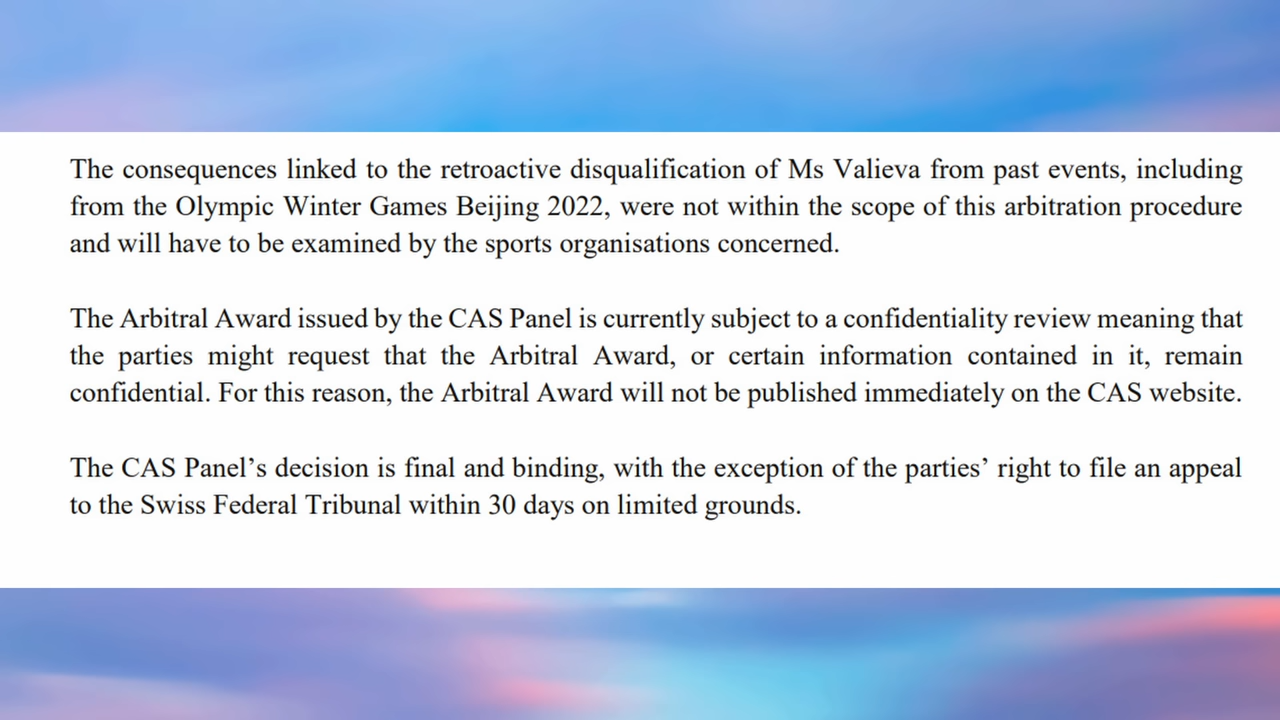 The consequences linked to the retroactive disqualification of Ms Valieva from past events, including
from the Olympic Winter Games Beijing 2022, were not within the scope of this arbitration procedure
and will have to be examined by the sports organisations concerned.
The Arbitral Award issued by the CAS Panel is currently subject to a confidentiality review meaning that
the parties might request that the Arbitral Award, or certain information contained in it, remain
confidential. For this reason, the Arbitral Award will not be published immediately on the CAS website.
The CAS Panel’s decision is final and binding, with the exception of the parties’ right to file an appeal
to the Swiss Federal Tribunal within 30 days on limited grounds.